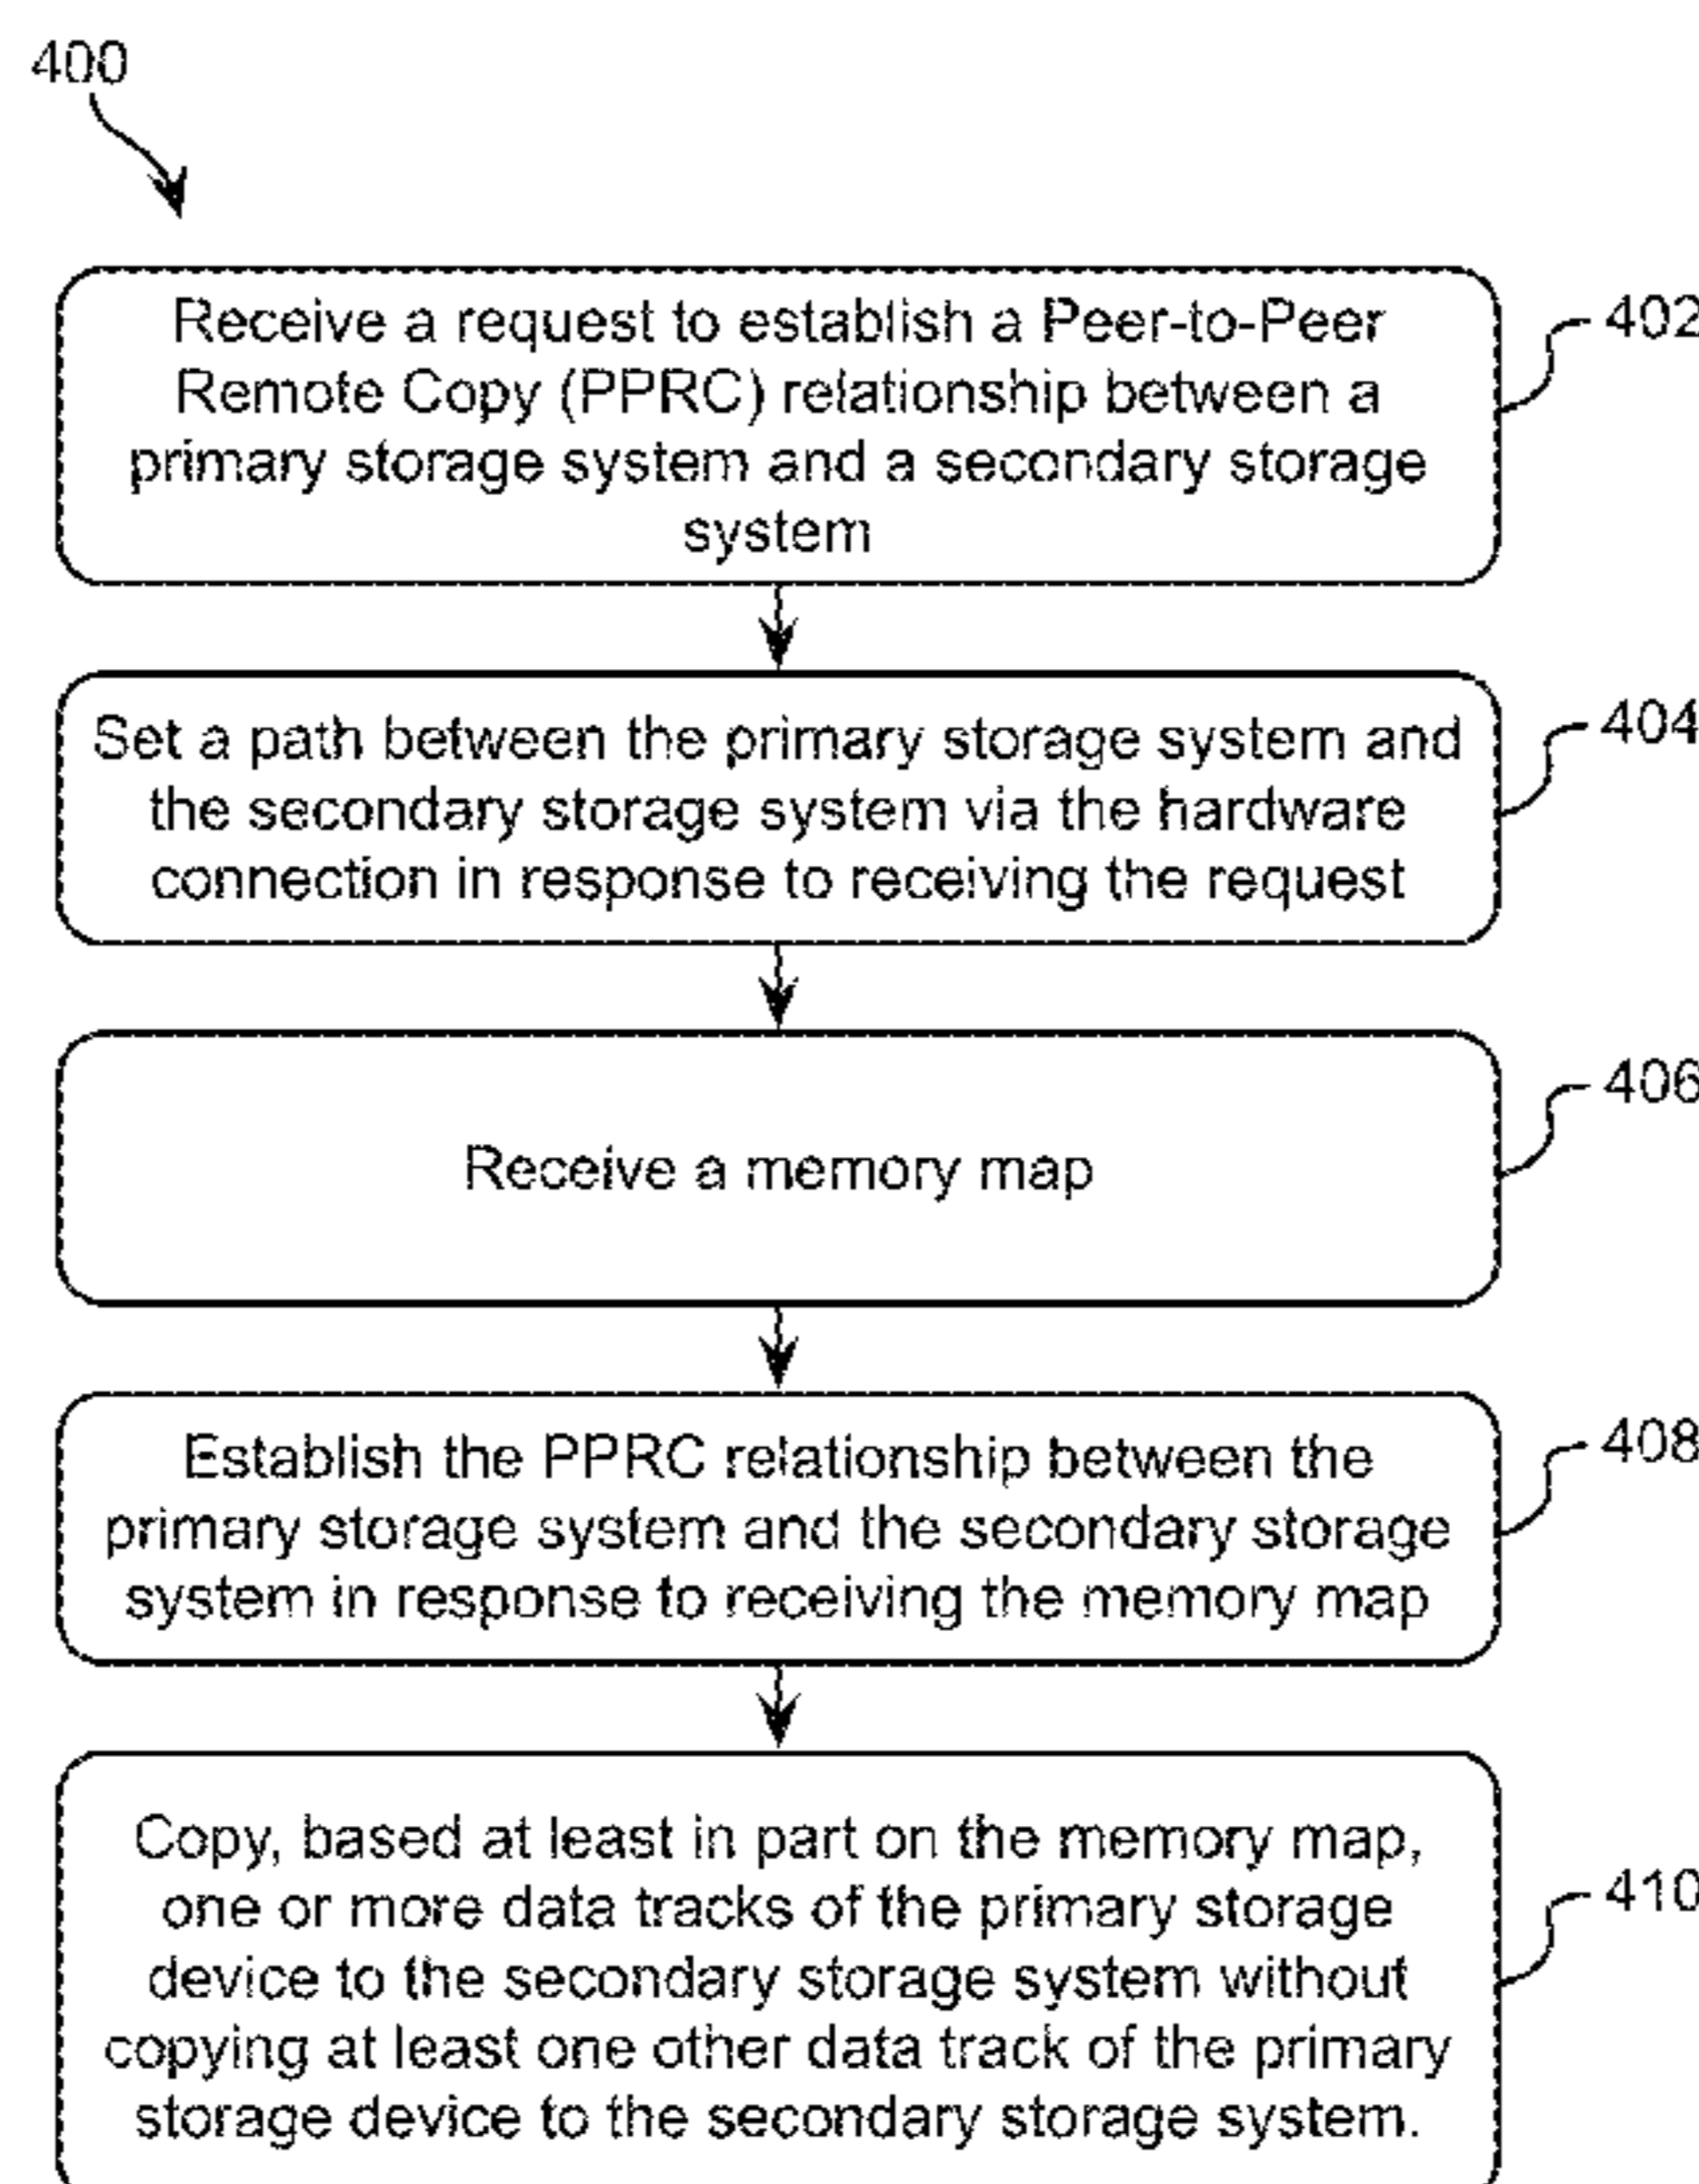 400
Receive a request to establish a Peer-to-Peer
Remote Copy (PPRC) relationship between a
primary storage system and a secondary storage
system
402
Set a path between the primary storage system and
the secondary storage system via the hardware
connection in response to receiving the request
404
Receive a memory map
406
Establish the PPRC relationship between the
primary storage system and the secondary storage
system in response to receiving the memory map
408
Copy, based at least in part on the memory map,
one or more data tracks of the primary storage
device to the secondary storage system without
copying at least one other data track of the primary
storage device to the secondary storage system.
410